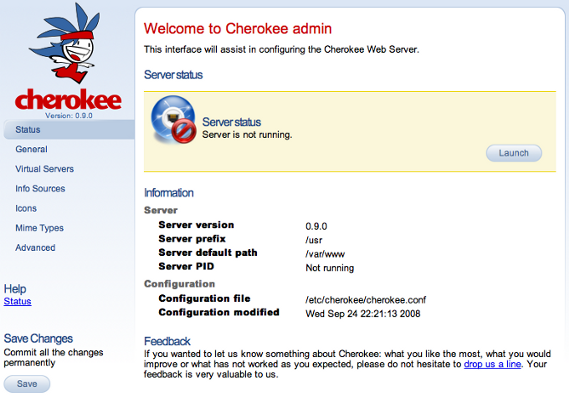 cherokee
Version: 0.9.0
Status
General
Virtual Servers
Info Sources
Icons
Mime Types
Advanced
Help
Status
Save Changes
Commit all the changes
permanently
Save
Welcome to Cherokee admin
This interface will assist in configuring the Cherokee Web Server.
Server status
Server status
Server is not running.
Launch
Information
Server
Server version 0.9.0
Server prefix /usr
Server default path /var/www
Server PID Not running
Configuration
Configuration file /etc/cherokee/cherokee.conf
Configuration modified Wed Sep 24 22:21:13 2008
Feedback
If you wanted to let us know something about Cherokee: what you like the most, what you would
improve or what has not worked as you expected, please do not hesitate to drop us a line. Your
feedback is very valuable to us.